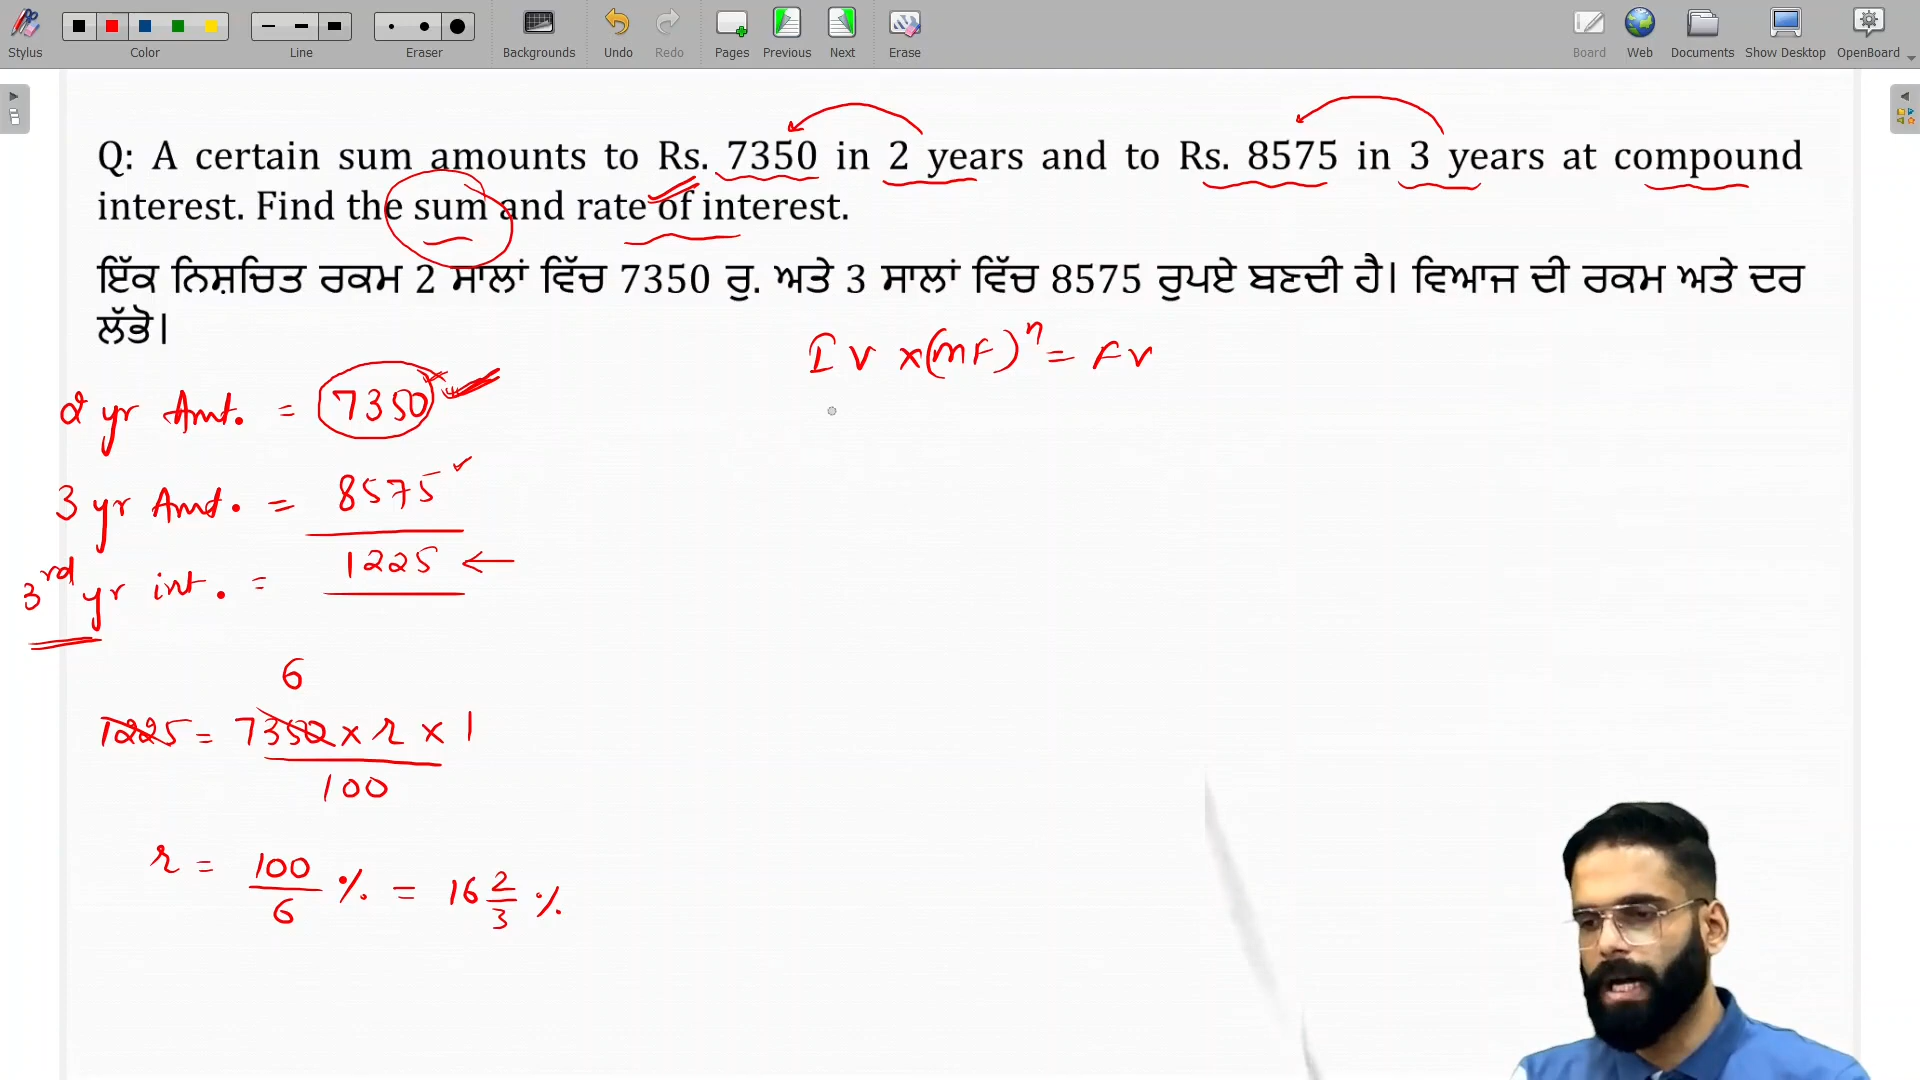 Stylus
Color
Line
Eraser
Backgrounds
Undo
Redo
Pages
Previous
Next
Erase
Board
Web
Documents
Show Desktop
OpenBoard
Q: A certain sum amounts to Rs. 7350 in 2 years and to Rs. 8575 in 3 years at compound
interest. Find the sum and rate of interest.
ਇੱਕ ਨਿਸ਼ਚਿਤ ਰਕਮ 2 ਸਾਲਾਂ ਵਿੱਚ 7350 ਰੁ. ਅਤੇ 3 ਸਾਲਾਂ ਵਿੱਚ 8575 ਰੁਪਏ ਬਣਦੀ ਹੈ। ਵਿਆਜ ਦੀ ਰਕਮ ਅਤੇ ਦਰ
ਲੱਭੋ।
I V x (MF)^n = F V
2 yr Amt. = 7350
3 yr Amt. = 8575
3rd yr int. = 1225
6
1225 = 7350 x r x 1
100
r = 100/6 % = 16 2/3 %